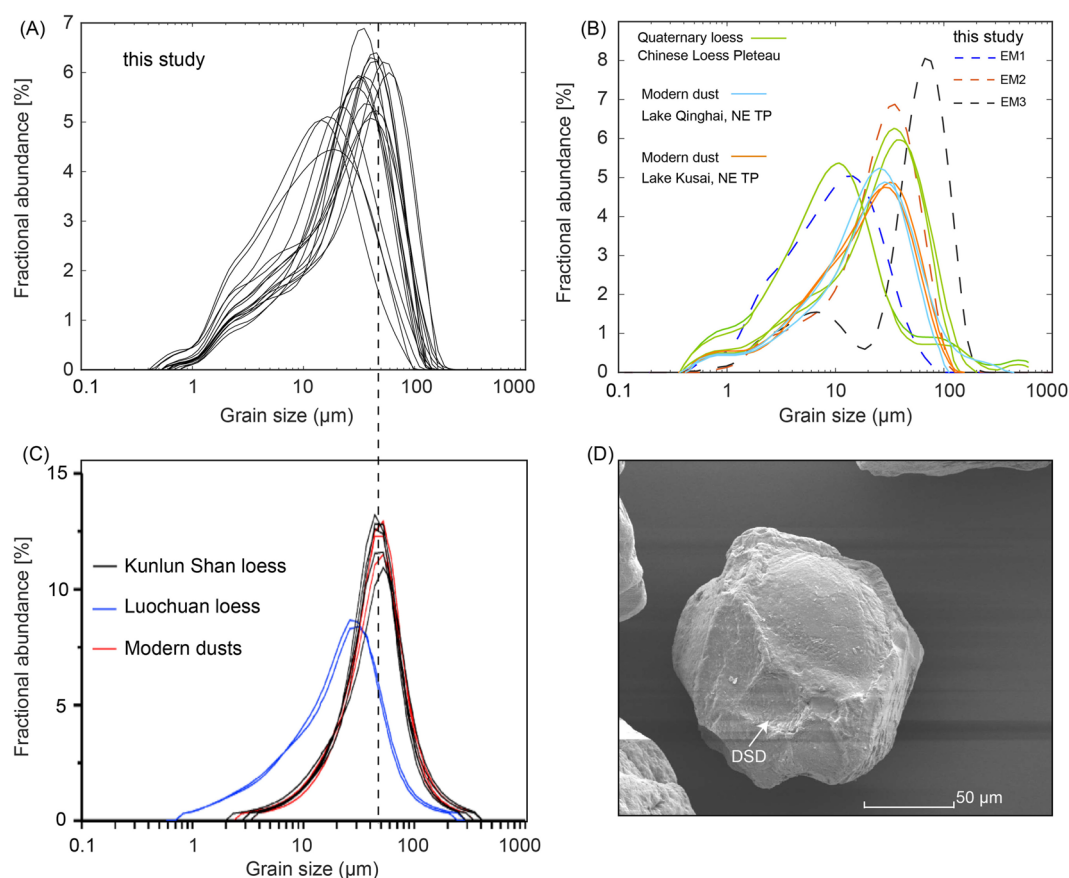 (A)
this study
Fractional abundance [%]
7
6
5
4
3
2
1
0
0.1
1
10
100
1000
Grain size (µm)
(B)
Quaternary loess
Chinese Loess Pleteau
Modern dust
Lake Qinghai, NE TP
Modern dust
Lake Kusai, NE TP
this study
EM1
EM2
EM3
Fractional abundance [%]
9
8
7
6
5
4
3
2
1
0
0.1
1
10
100
1000
Grain size (µm)
(C)
Kunlun Shan loess
Luochuan loess
Modern dusts
Fractional abundance [%]
15
10
5
0
0.1
1
10
100
1000
Grain size (µm)
(D)
DSD
50 µm